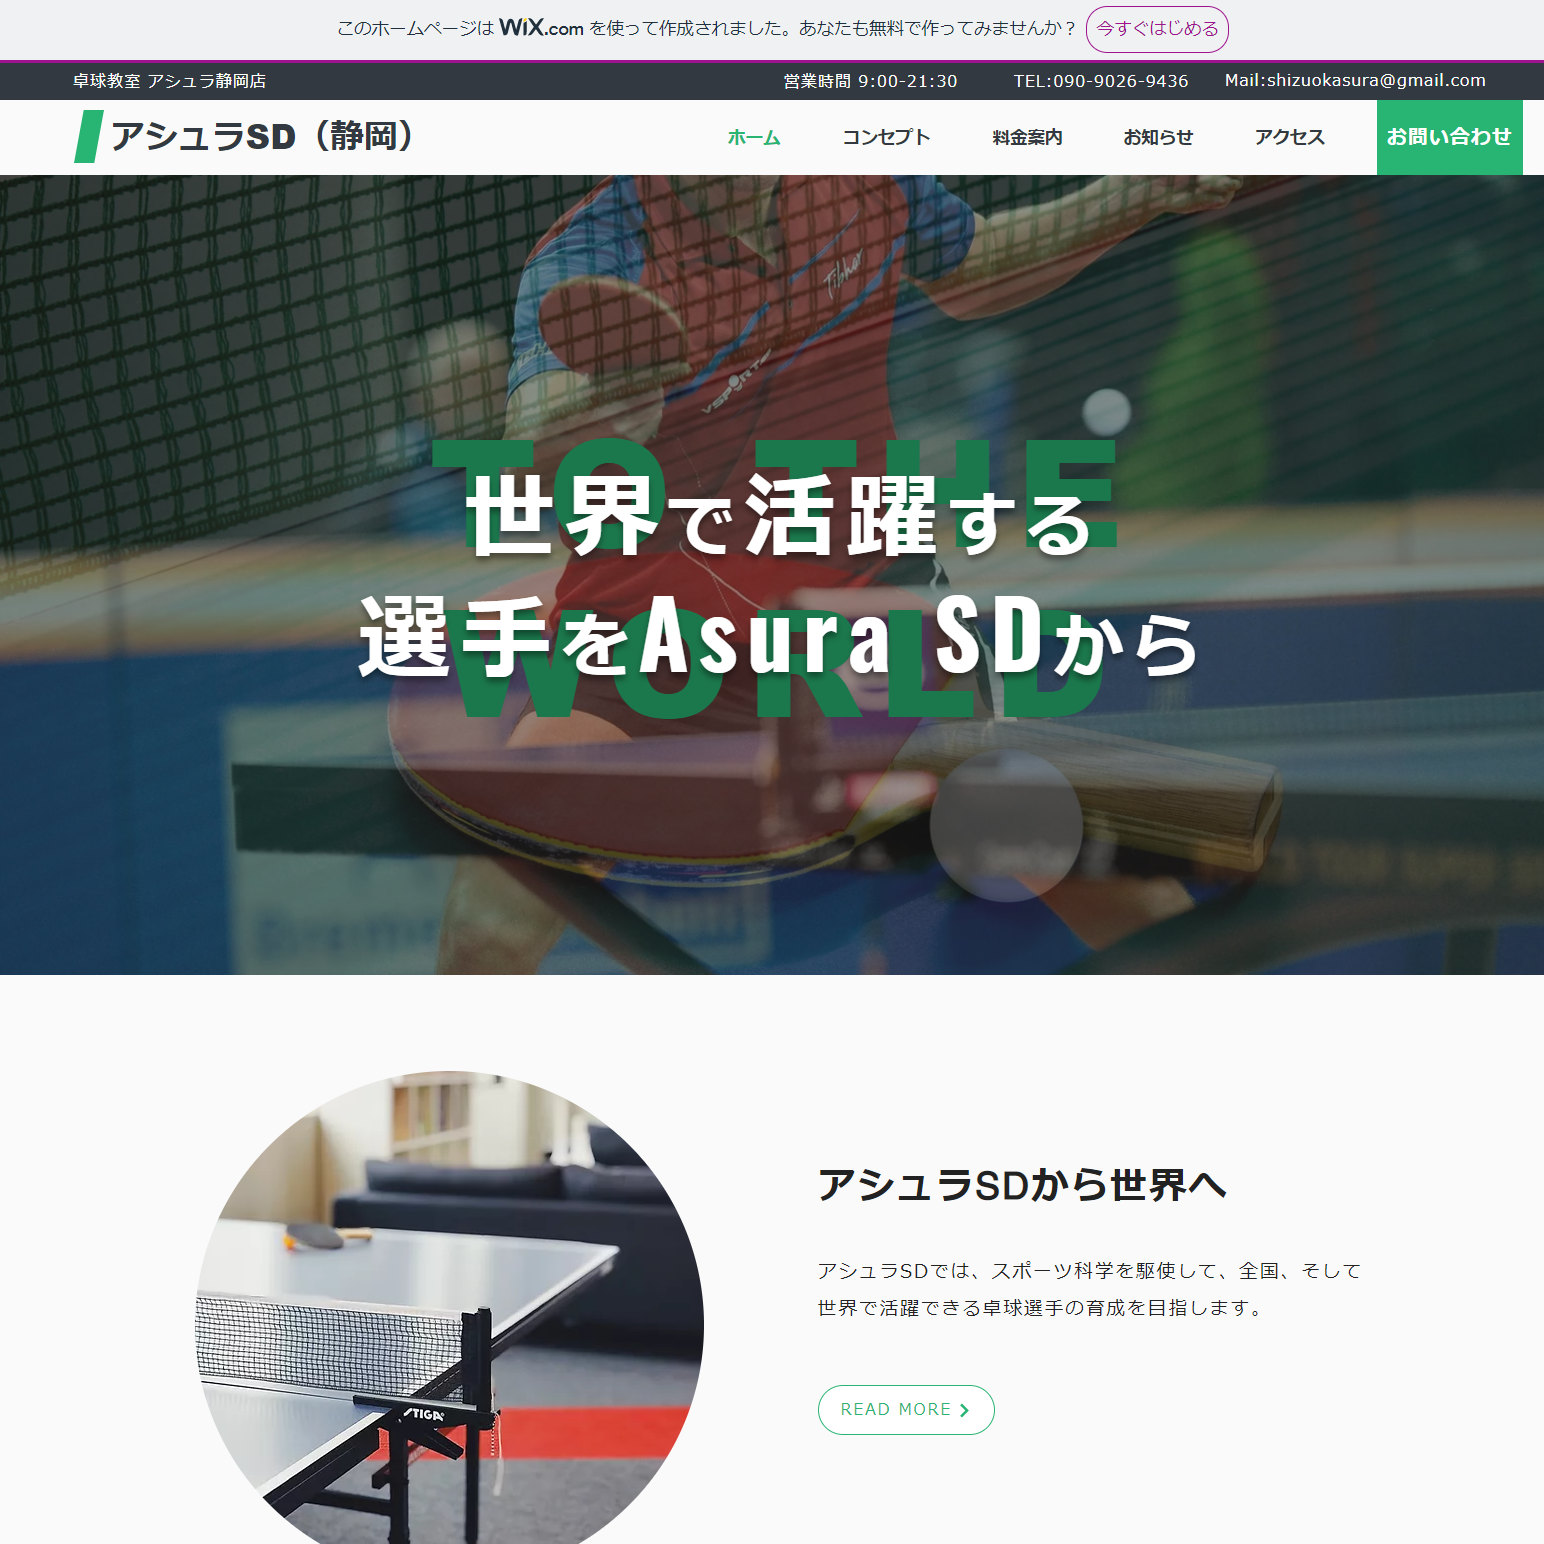 このホームページは WiX.com を使って作成されました。あなたも無料で作ってみませんか？ 今すぐはじめる
卓球教室 アシュラ静岡店 営業時間 9:00-21:30 TEL:090-9026-9436 Mail:shizuokasura@gmail.com
アシュラSD（静岡） ホーム コンセプト 料金案内 お知らせ アクセス お問い合わせ
Tibhar
VSPORTS
TO THE
世界で活躍する
WORLD
選手をAsura SDから
アシュラSDから世界へ
アシュラSDでは、スポーツ科学を駆使して、全国、そして
世界で活躍できる卓球選手の育成を目指します。
READ MORE
STIGA